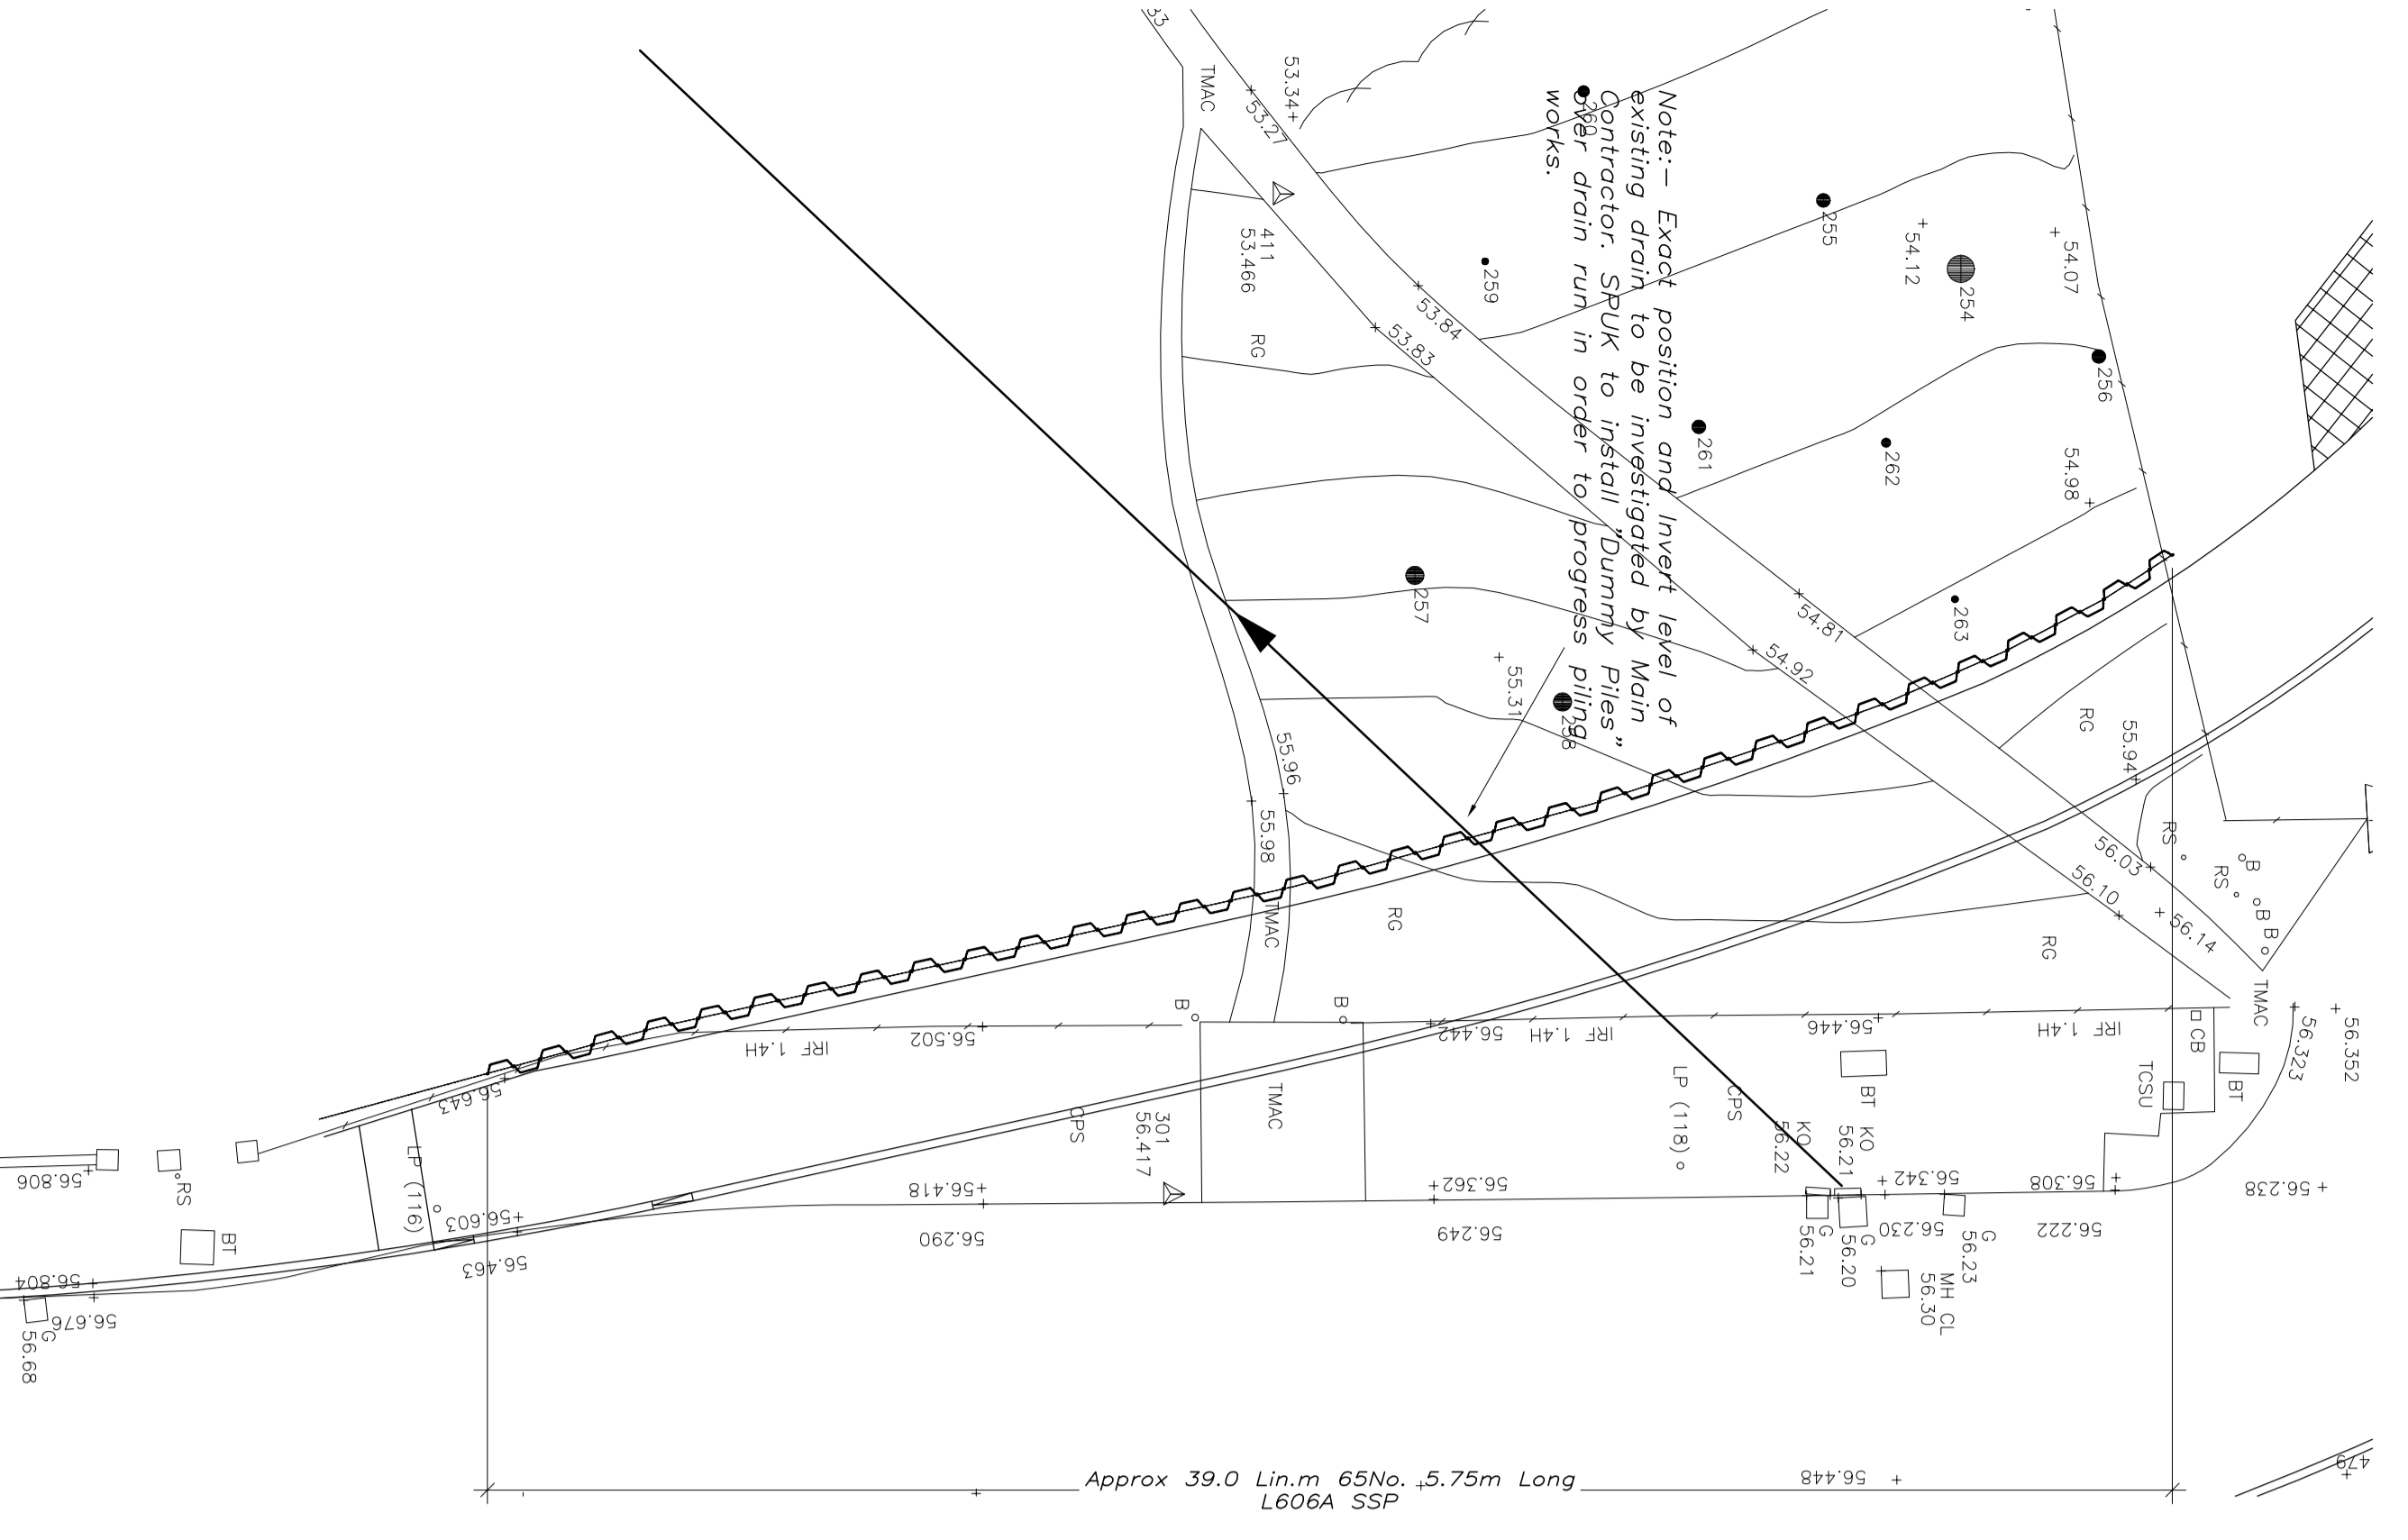 53.34+
53.27
TMAC
411
53.466
RG
Note:- Exact position and Invert level of
existing drain to be investigated by Main
Contractor. SPUK to install "Dummy Piles"
over drain run in order to progress piling
works.
260
255
259
54.12
254
54.07
256
53.84
53.83
261
262
54.98
257
263
54.81
54.92
55.31
258
RG
55.94+
55.96
55.98
TMAC
RG
RS
RS
B
B
B
56.03
56.10
56.14
RG
TMAC
B
B
IRF 1.4H
56.502
56.442
IRF 1.4H
56.446
IRF 1.4H
CB
BT
TCSU
56.323
56.352
56.643
TMAC
CPS
301
56.417
LP (118)
CPS
BT
KO
56.22
KO
56.21
LP (116)
RS
56.806
56.603
56.418
56.362
56.342
56.308
56.238
BT
56.463
56.290
56.249
G
56.21
G
56.20
56.230
G
56.23
56.222
56.804
56.676
G
56.68
MH CL
56.30
Approx 39.0 Lin.m 65No. 5.75m Long
L606A SSP
56.448
479